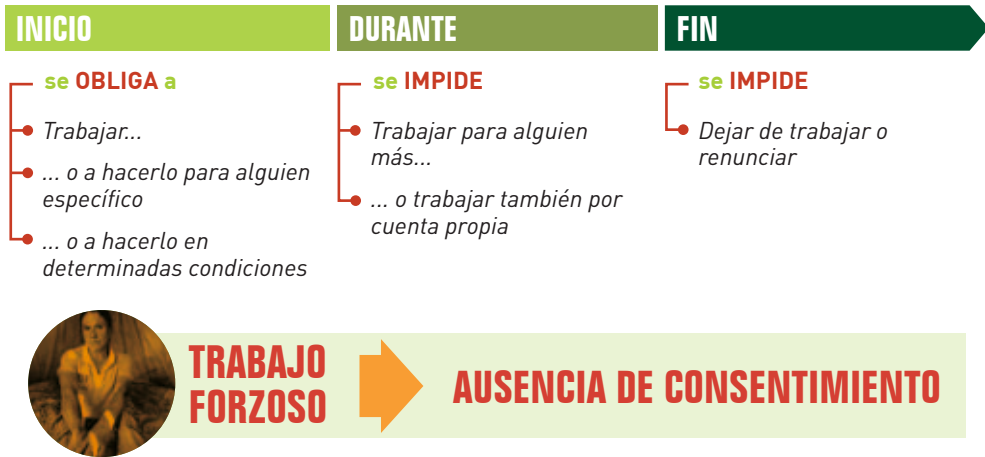 INICIO
se OBLIGA a
Trabajar...
... o a hacerlo para alguien
específico
... o a hacerlo en
determinadas condiciones
DURANTE
se IMPIDE
Trabajar para alguien
más...
... o trabajar también por
cuenta propia
FIN
se IMPIDE
Dejar de trabajar o
renunciar
TRABAJO
FORZOSO
AUSENCIA DE CONSENTIMIENTO